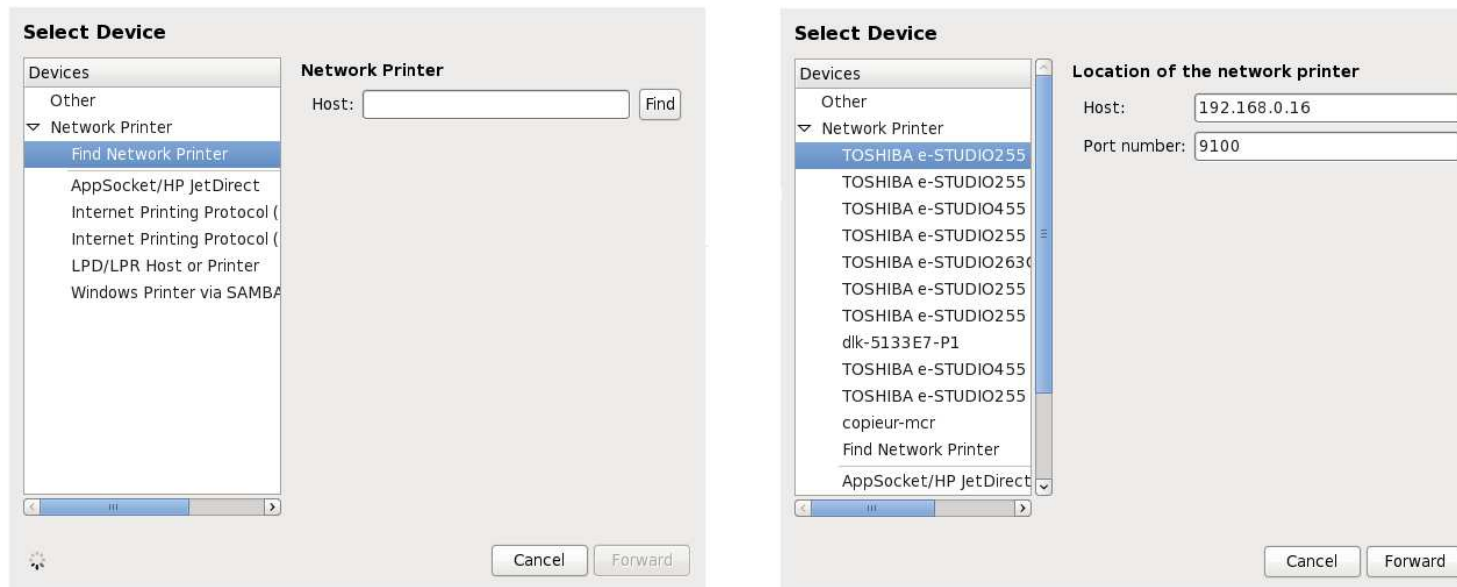 Select Device
Devices
Other
Network Printer
Find Network Printer
AppSocket/HP JetDirect
Internet Printing Protocol (
Internet Printing Protocol (
LPD/LPR Host or Printer
Windows Printer via SAMBA
Network Printer
Host:
Find
Cancel
Forward
Select Device
Devices
Other
Network Printer
TOSHIBA e-STUDIO255
TOSHIBA e-STUDIO255
TOSHIBA e-STUDIO455
TOSHIBA e-STUDIO255
TOSHIBA e-STUDIO263
TOSHIBA e-STUDIO255
TOSHIBA e-STUDIO255
dlk-5133E7-P1
TOSHIBA e-STUDIO455
TOSHIBA e-STUDIO255
copieur-mcr
Find Network Printer
AppSocket/HP JetDirect
Location of the network printer
Host: 192.168.0.16
Port number: 9100
Cancel
Forward